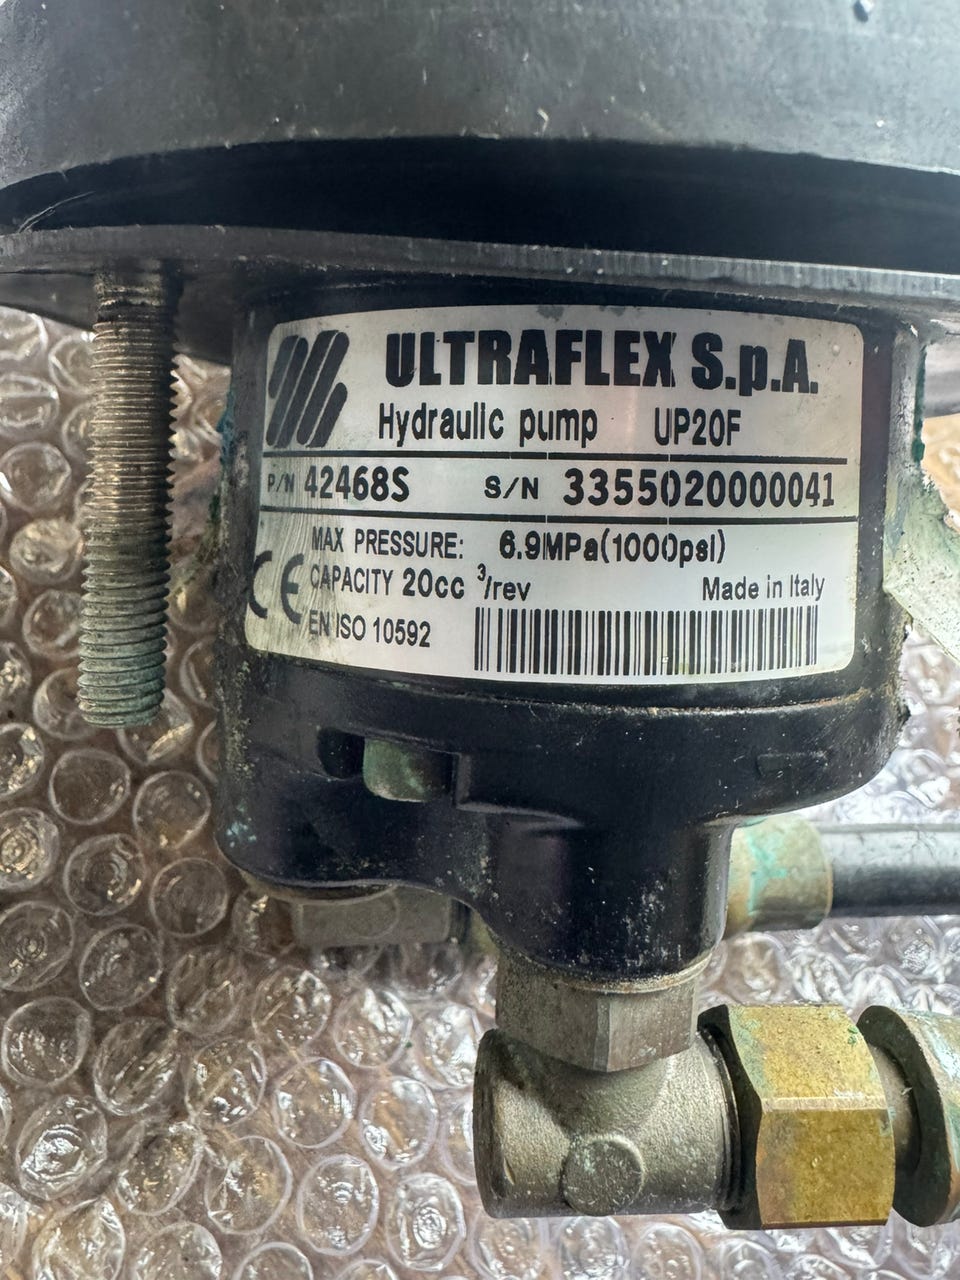 ULTRAFLEX S.p.A.
Hydraulic pump UP20F
P/N 42468S S/N 3355020000041
MAX PRESSURE: 6.9MPa(1000psi)
CAPACITY 20cc ³/rev Made in Italy
CE EN ISO 10592